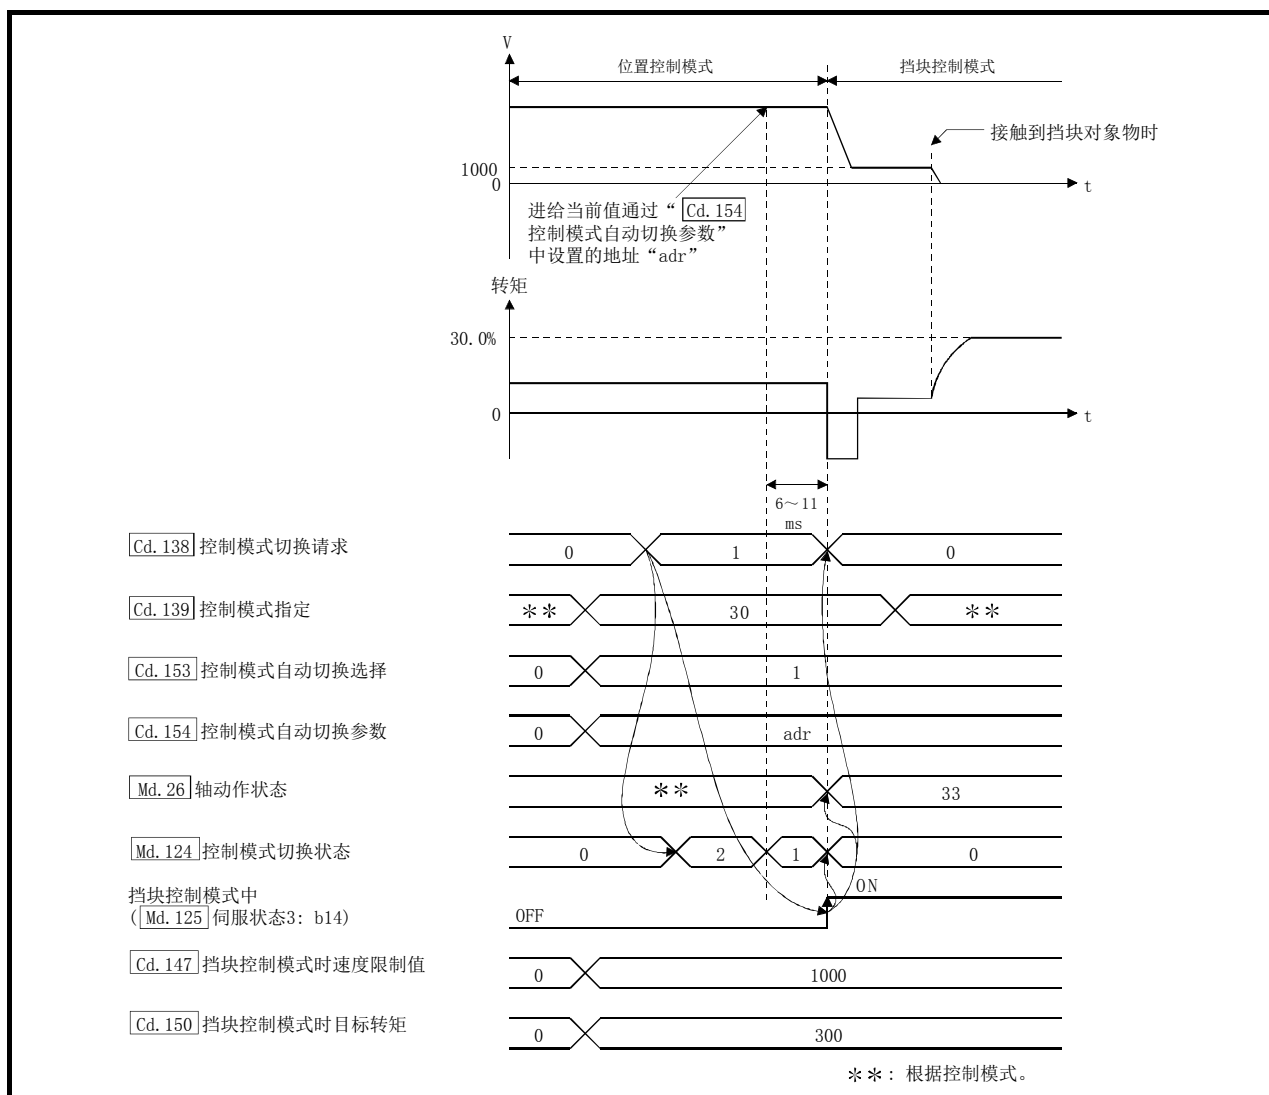 V
位置控制模式
挡块控制模式
接触到挡块对象物时
1000
0
t
进给当前值通过“ Cd.154
控制模式自动切换参数”
中设置的地址“adr”
转矩
30.0%
0
t
6～11
ms
Cd.138 控制模式切换请求
0 1 0
Cd.139 控制模式指定
** 30 **
Cd.153 控制模式自动切换选择
0 1
Cd.154 控制模式自动切换参数
0 adr
Md.26 轴动作状态
** 33
Md.124 控制模式切换状态
0 2 1 0
挡块控制模式中
( Md.125 伺服状态3: b14)
OFF ON
Cd.147 挡块控制模式时速度限制值
0 1000
Cd.150 挡块控制模式时目标转矩
0 300
**: 根据控制模式。